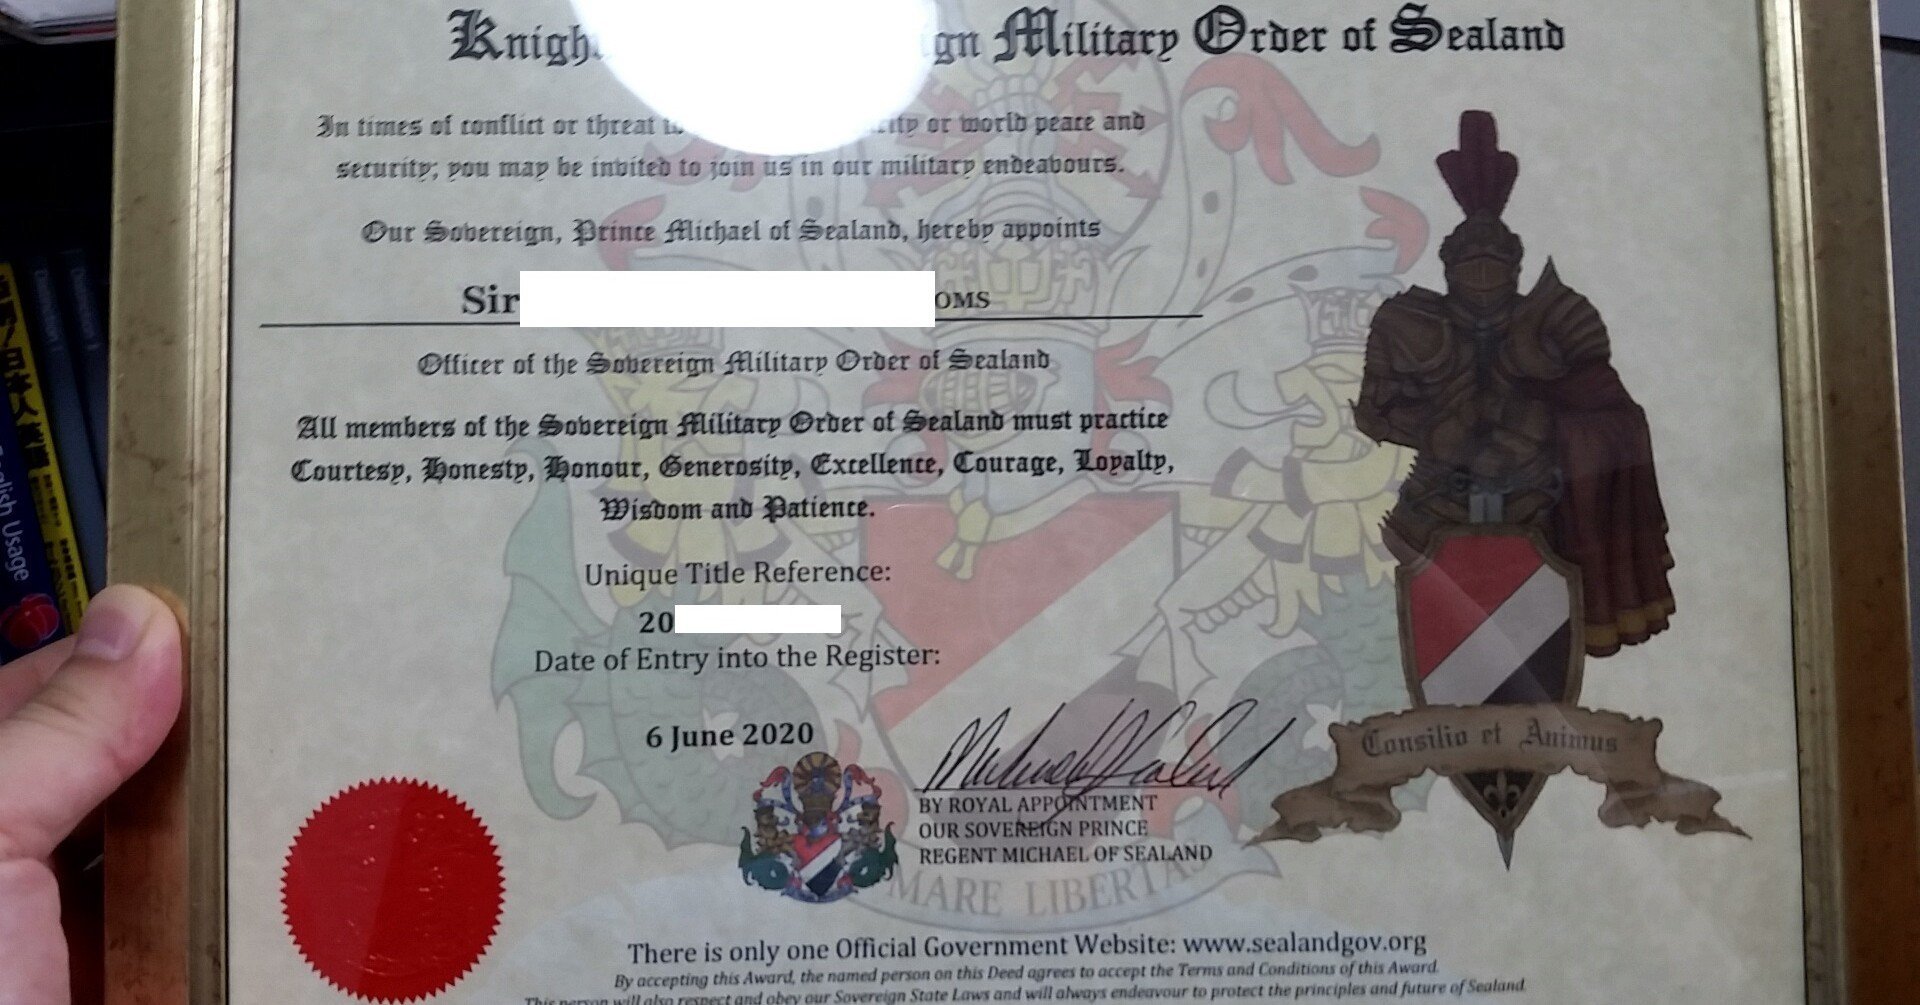 Knigh gn Military Order of Sealand
In times of conflict or threat ity or world peace and
security; you may be invited to join us in our military endeavours.
Our Sovereign, Prince Michael of Sealand, hereby appoints
Sir OMS
Officer of the Sovereign Military Order of Sealand
All members of the Sovereign Military Order of Sealand must practice
Courtesy, Honesty, Honour, Generosity, Excellence, Courage, Loyalty,
Wisdom and Patience.
Unique Title Reference:
20
Date of Entry into the Register:
6 June 2020
BY ROYAL APPOINTMENT
OUR SOVEREIGN PRINCE
REGENT MICHAEL OF SEALAND
Consilio et Animus
MARE LIBERTAS
There is only one Official Government Website: www.sealandgov.org
By accepting this Award, the named person on this Deed agrees to accept the Terms and Conditions of this Award.
This person will also respect and obey our Sovereign State Laws and will always endeavour to protect the principles and future of Sealand.
English Usage